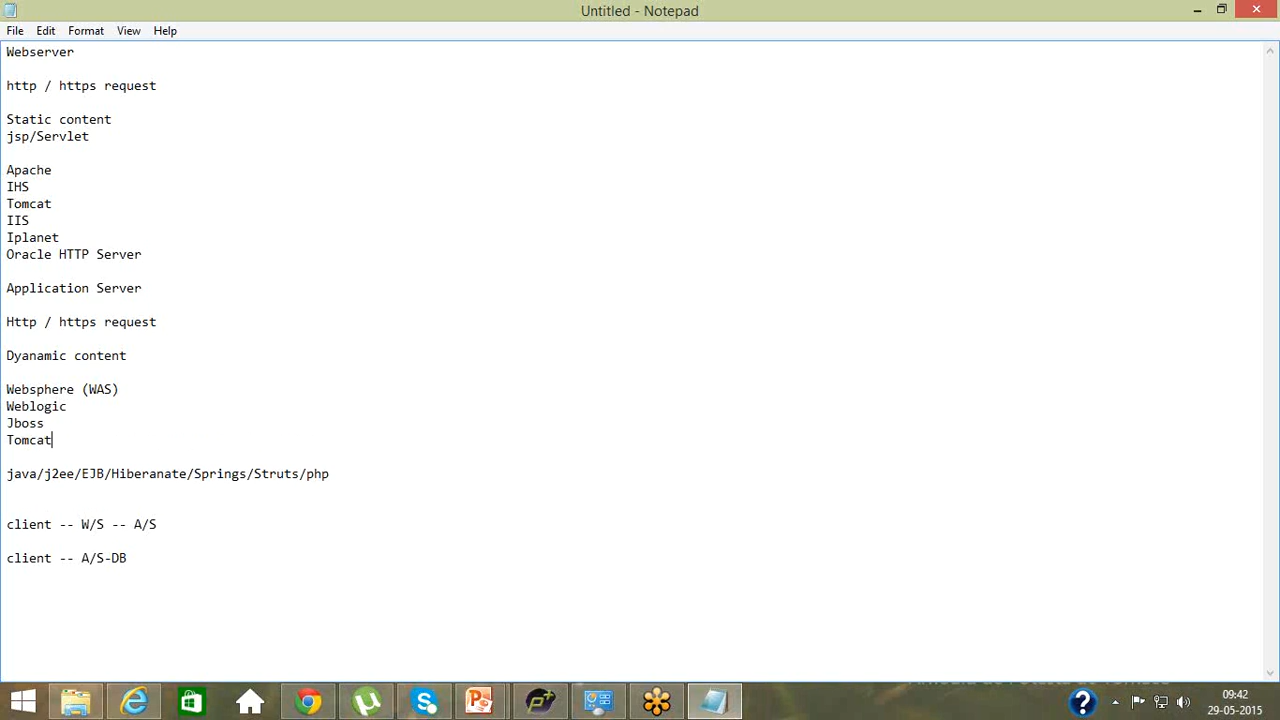 Untitled - Notepad
File Edit Format View Help
Webserver
http / https request
Static content
jsp/Servlet
Apache
IHS
Tomcat
IIS
Iplanet
Oracle HTTP Server
Application Server
Http / https request
Dyanamic content
Websphere (WAS)
Weblogic
Jboss
Tomcat
java/j2ee/EJB/Hiberanate/Springs/Struts/php
client -- W/S -- A/S
client -- A/S-DB
09:42
29-05-2015